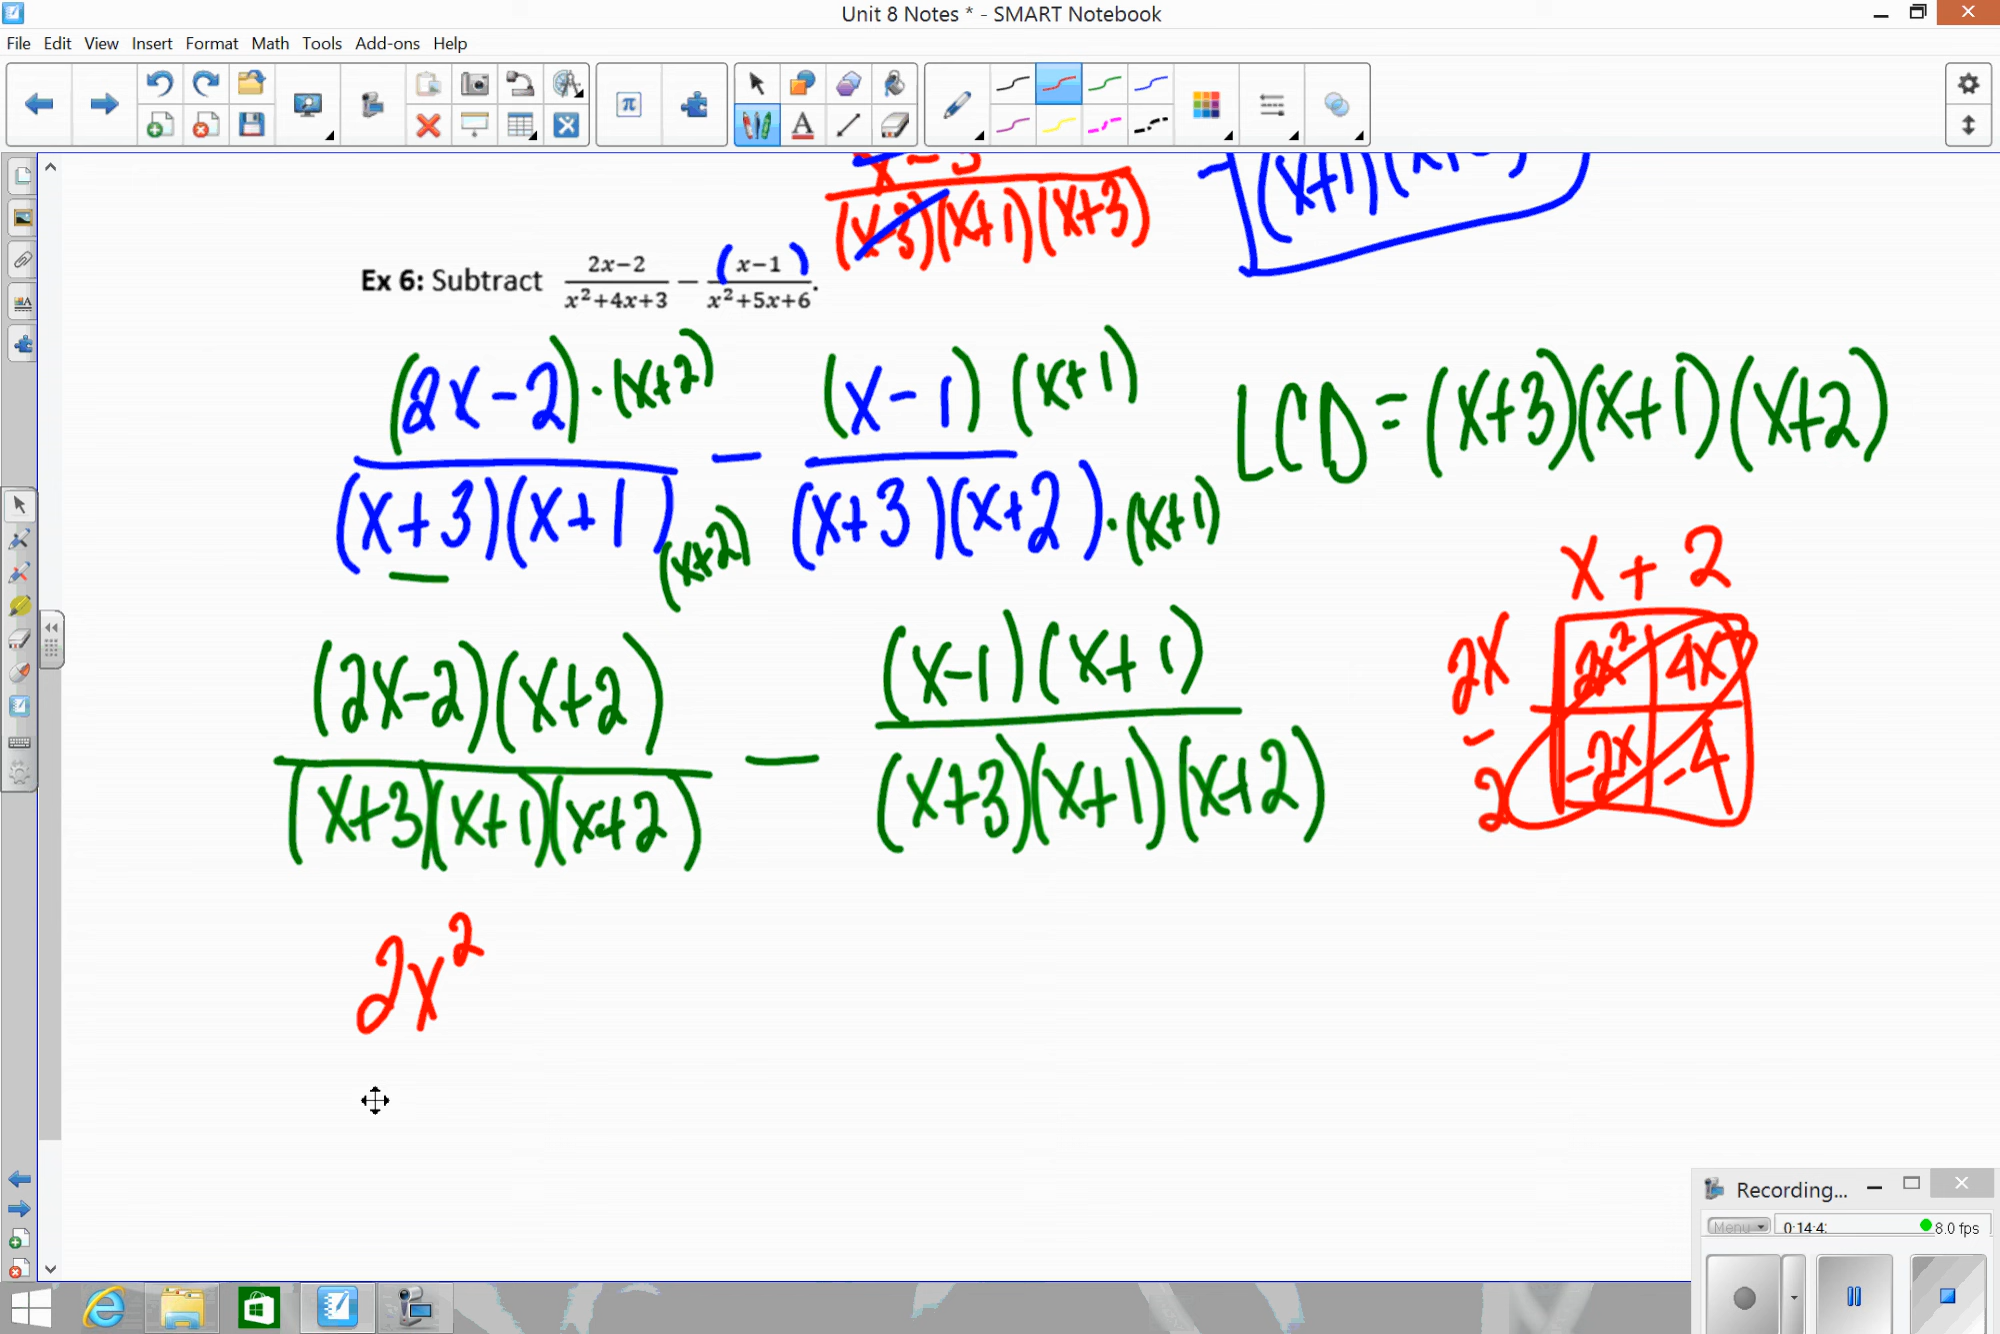 Unit 8 Notes * - SMART Notebook
File Edit View Insert Format Math Tools Add-ons Help
x - 3
(x-3)(x+1)(x+3)
Ex 6: Subtract (2x−2)/(x²+4x+3) − (x−1)/(x²+5x+6).
(2x-2)·(x+2) (x-1)(x+1)
(x+3)(x+1)(x+2) − (x+3)(x+2)·(x+1)
LCD = (x+3)(x+1)(x+2)
x + 2
2x 2x² 4x
- 2 -2x -4
(2x-2)(x+2) (x-1)(x+1)
(x+3)(x+1)(x+2) − (x+3)(x+1)(x+2)
2x²
Recording...
Menu 0:14:4 8.0 fps